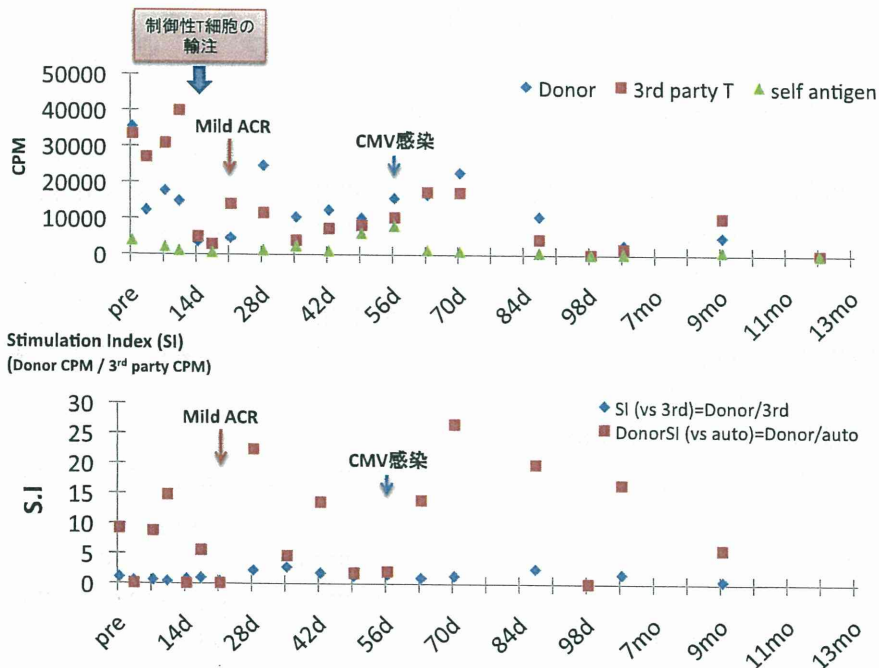 制御性T細胞の
輸注
50000
40000
30000
20000
10000
0
CPM
Donor
3rd party T
self antigen
Mild ACR
CMV感染
pre
14d
28d
42d
56d
70d
84d
98d
7mo
9mo
11mo
13mo
Stimulation Index (SI)
(Donor CPM / 3rd party CPM)
30
25
20
15
10
5
0
S.I
SI (vs 3rd)=Donor/3rd
DonorSI (vs auto)=Donor/auto
Mild ACR
CMV感染
pre
14d
28d
42d
56d
70d
84d
98d
7mo
9mo
11mo
13mo